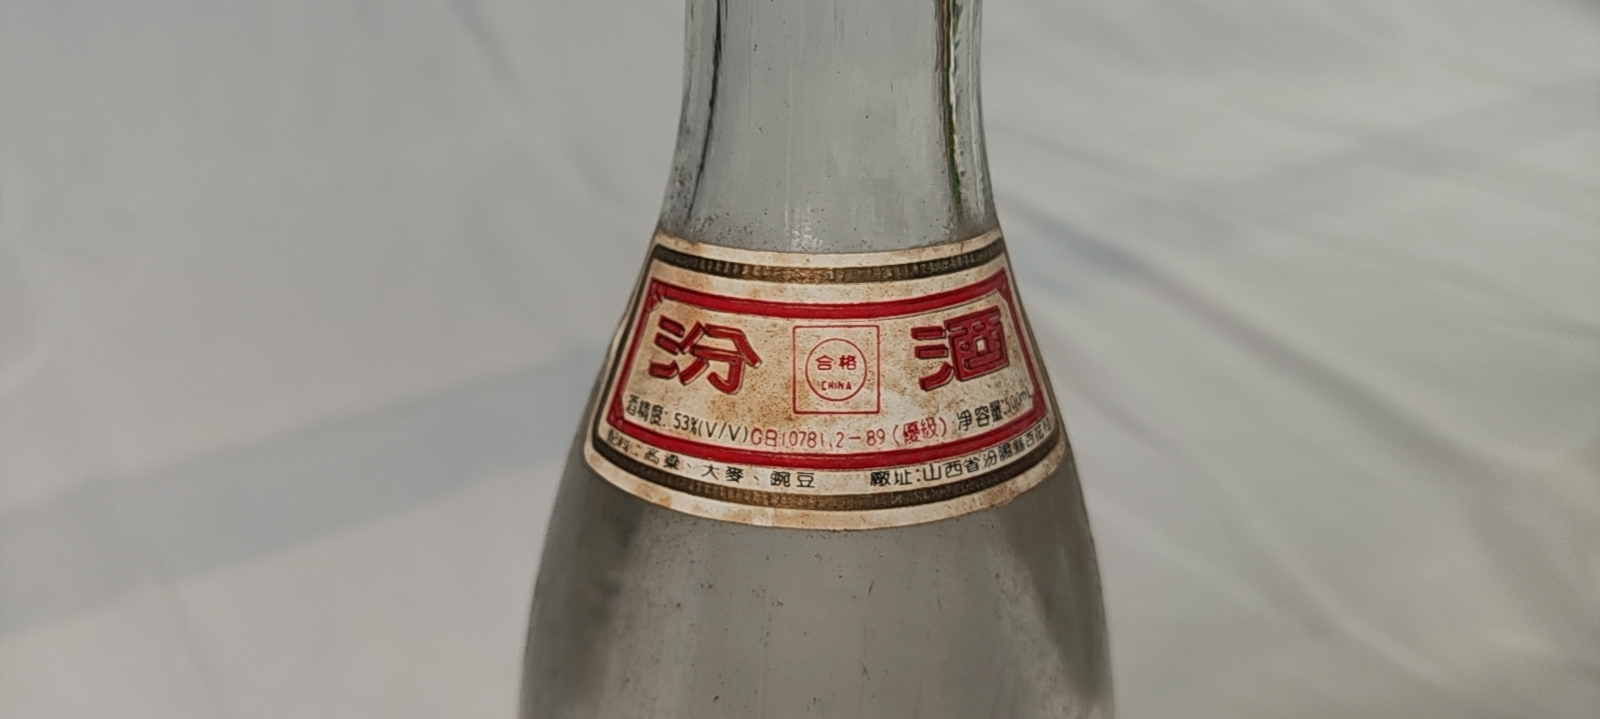 汾酒
合格
CHINA
酒精度: 53%(V/V) GB10781.2-89(優級) 净容量:500mL
配料:高粱、大麥、豌豆 廠址:山西省汾陽縣杏花村